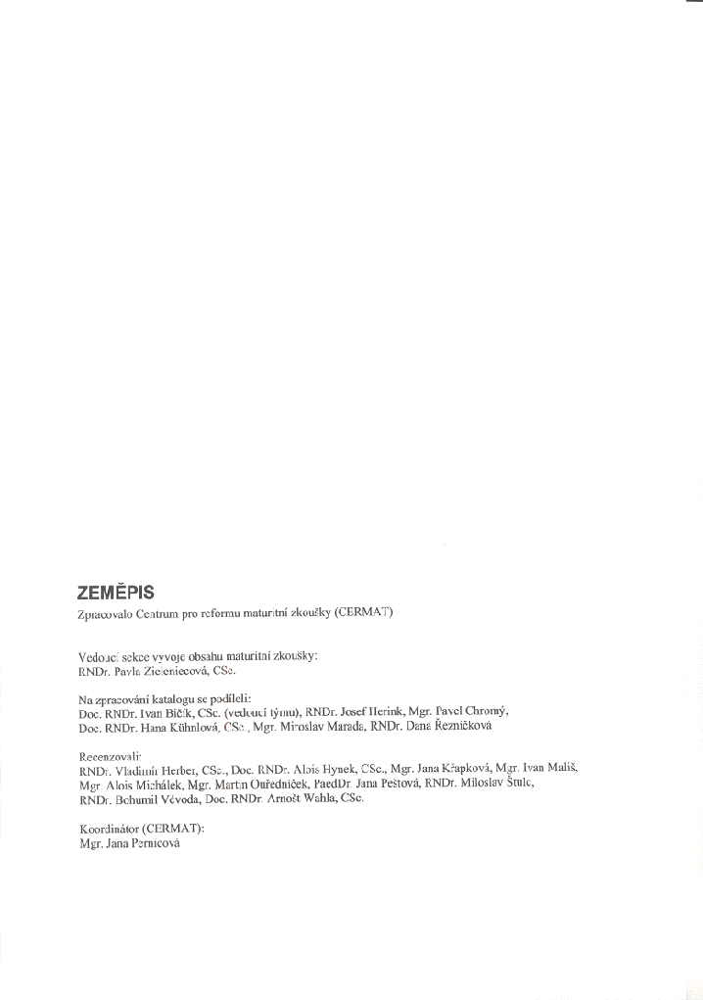 ZEMĚPIS
Zpracovalo Centrum pro reformu maturitní zkoušky (CERMAT)
Vedoucí sekce vývoje obsahu maturitní zkoušky:
RNDr. Pavla Zieleniecová, CSc.
Na zpracování katalogu se podíleli:
Doc. RNDr. Ivan Bičík, CSc. (vedoucí týmu), RNDr. Josef Herink, Mgr. Pavel Chromý,
Doc. RNDr. Hana Kühnlová, CSc., Mgr. Miroslav Marada, RNDr. Dana Řezníčková
Recenzovali:
RNDr. Vladimír Herber, CSc., Doc. RNDr. Alois Hynek, CSc., Mgr. Jana Křapková, Mgr. Ivan Mališ,
Mgr. Alois Michálek, Mgr. Martin Ouředníček, PaedDr. Jana Peštová, RNDr. Miloslav Štulc,
RNDr. Bohumil Vévoda, Doc. RNDr. Arnošt Wahla, CSc.
Koordinátor (CERMAT):
Mgr. Jana Pernicová